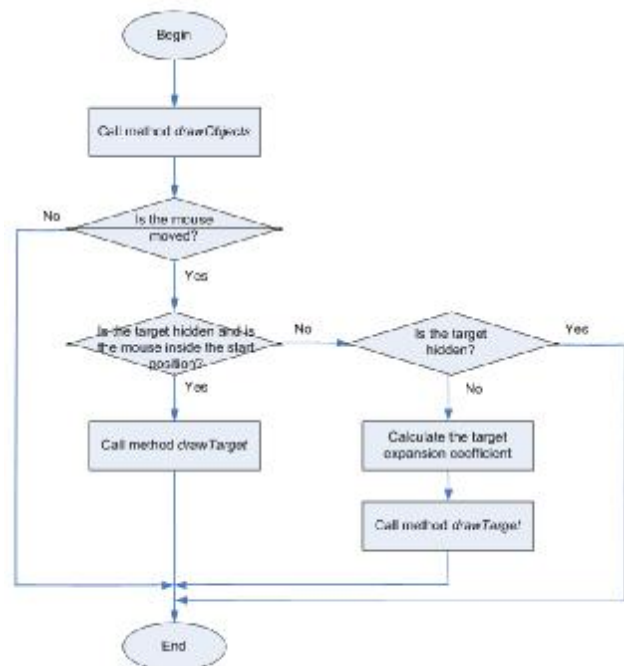 Begin
Call method drawObjects
Is the mouse
moved?
No
Yes
Is the target hidden and is
the mouse inside the start
position?
No
Is the target
hidden?
Yes
Yes
No
Call method drawTarget
Calculate the target
expansion coefficient
Call method drawTarget
End